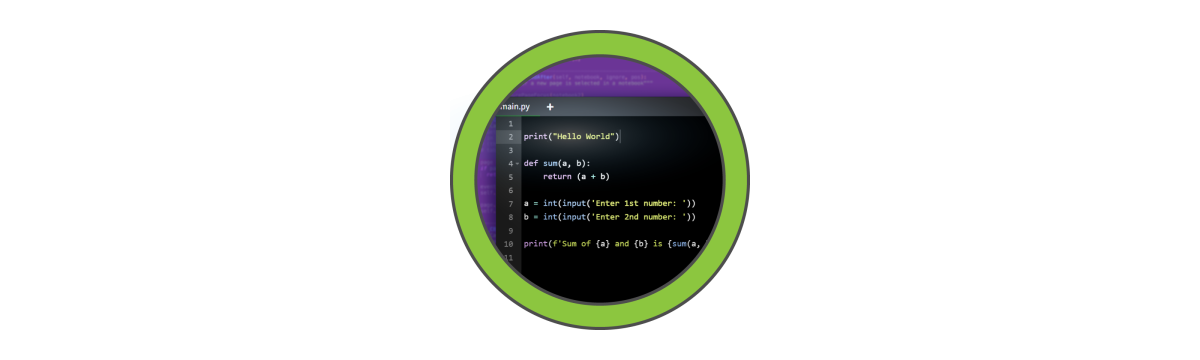 main.py +
1
2 print("Hello World")
3
4 def sum(a, b):
5 return (a + b)
6
7 a = int(input('Enter 1st number: '))
8 b = int(input('Enter 2nd number: '))
9
10 print(f'Sum of {a} and {b} is {sum(a,
11